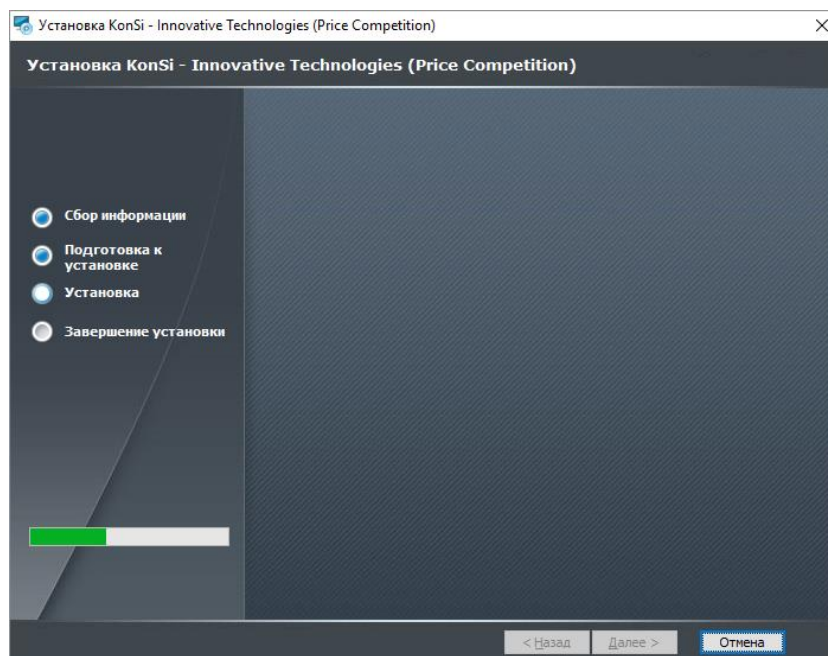 Установка KonSi - Innovative Technologies (Price Competition)
Установка KonSi - Innovative Technologies (Price Competition)
Сбор информации
Подготовка к
установке
Установка
Завершение установки
< Назад
Далее >
Отмена